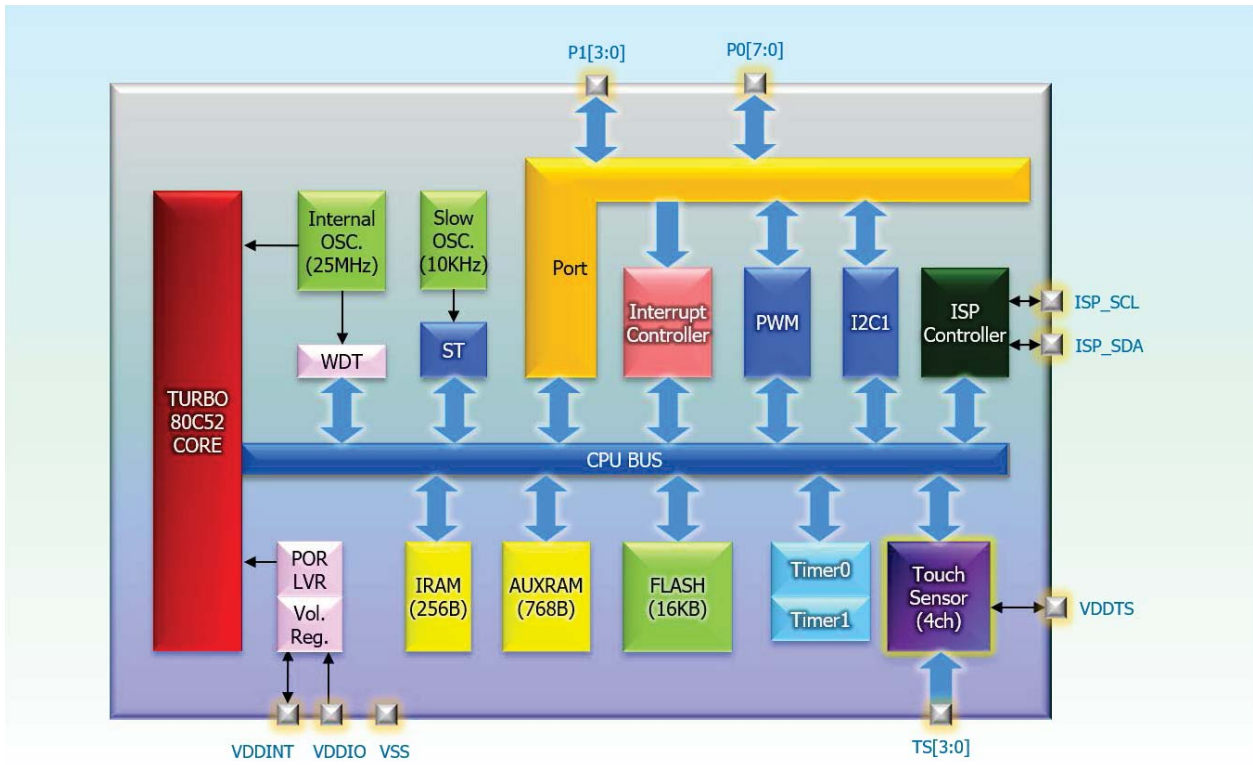 P1[3:0]
P0[7:0]
Internal
OSC.
(25MHz)
Slow
OSC.
(10KHz)
Port
Interrupt
Controller
PWM
I2C1
ISP
Controller
ISP_SCL
ISP_SDA
WDT
ST
TURBO
80C52
CORE
CPU BUS
POR
LVR
Vol.
Reg.
IRAM
(256B)
AUXRAM
(768B)
FLASH
(16KB)
Timer0
Timer1
Touch
Sensor
(4ch)
VDDTS
VDDINT
VDDIO
VSS
TS[3:0]